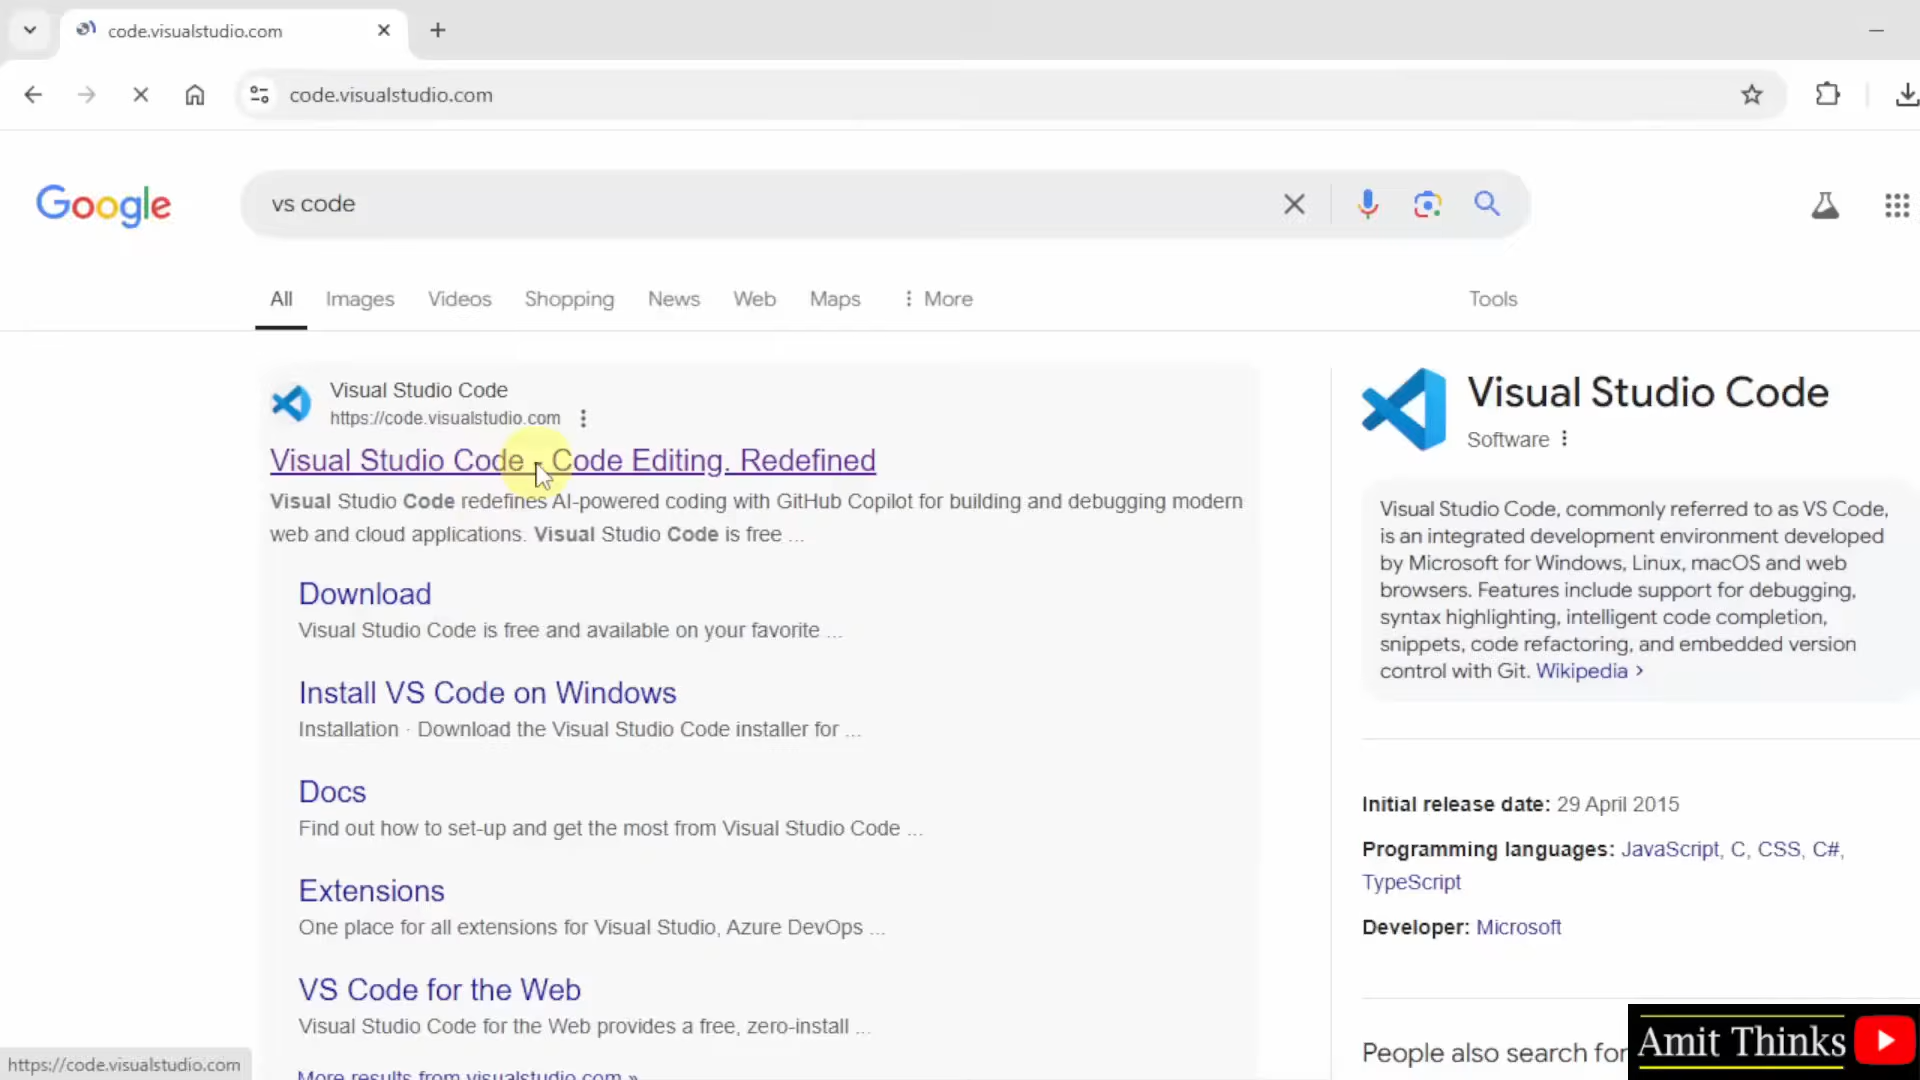 code.visualstudio.com
code.visualstudio.com
Google
vs code
All Images Videos Shopping News Web Maps More Tools
Visual Studio Code
https://code.visualstudio.com
Visual Studio Code - Code Editing. Redefined
Visual Studio Code redefines AI-powered coding with GitHub Copilot for building and debugging modern
web and cloud applications. Visual Studio Code is free ...
Download
Visual Studio Code is free and available on your favorite ...
Install VS Code on Windows
Installation · Download the Visual Studio Code installer for ...
Docs
Find out how to set-up and get the most from Visual Studio Code ...
Extensions
One place for all extensions for Visual Studio, Azure DevOps ...
VS Code for the Web
Visual Studio Code for the Web provides a free, zero-install ...
More results from visualstudio.com »
Visual Studio Code
Software
Visual Studio Code, commonly referred to as VS Code,
is an integrated development environment developed
by Microsoft for Windows, Linux, macOS and web
browsers. Features include support for debugging,
syntax highlighting, intelligent code completion,
snippets, code refactoring, and embedded version
control with Git. Wikipedia >
Initial release date: 29 April 2015
Programming languages: JavaScript, C, CSS, C#,
TypeScript
Developer: Microsoft
People also search for
Amit Thinks
https://code.visualstudio.com